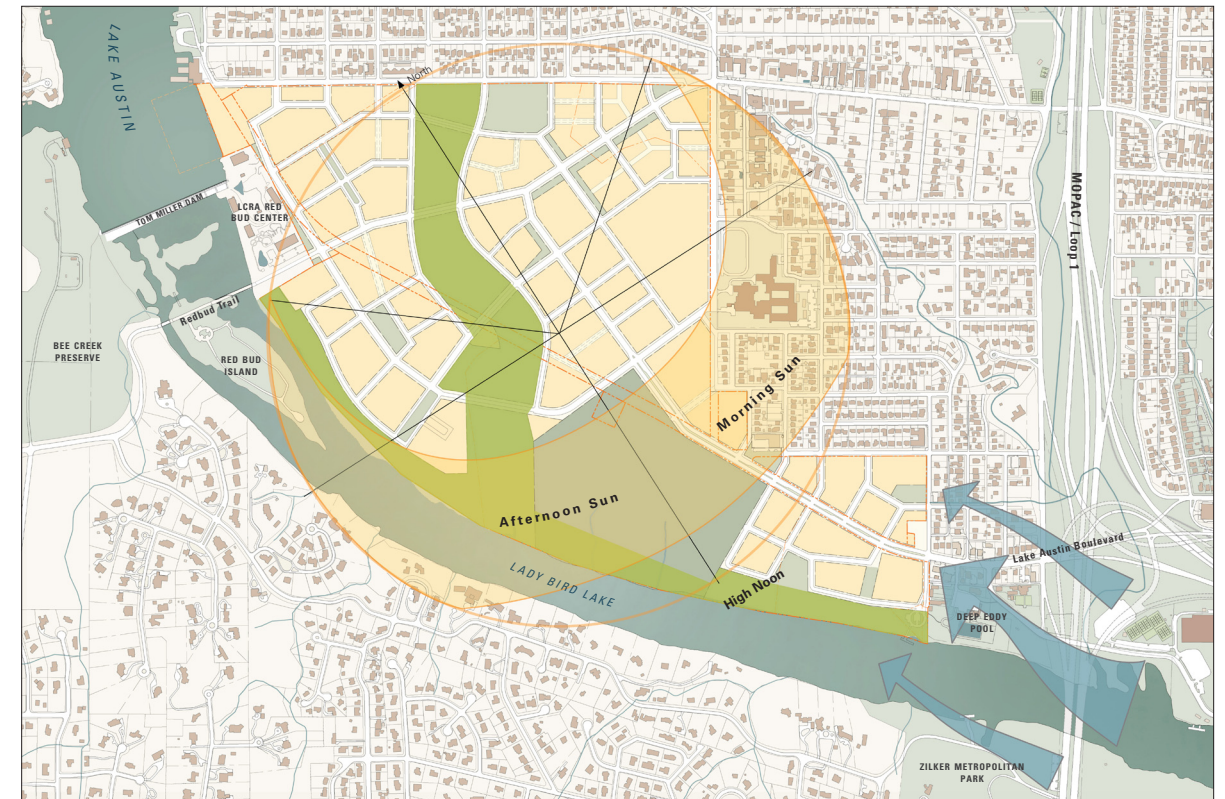 LAKE AUSTIN
North
TOM MILLER DAM
LCRA RED
BUD CENTER
MOPAC / Loop 1
Redbud Trail
BEE CREEK
PRESERVE
RED BUD
ISLAND
Morning Sun
Afternoon Sun
LADY BIRD LAKE
High Noon
Lake Austin Boulevard
DEEP EDDY
POOL
ZILKER METROPOLITAN
PARK